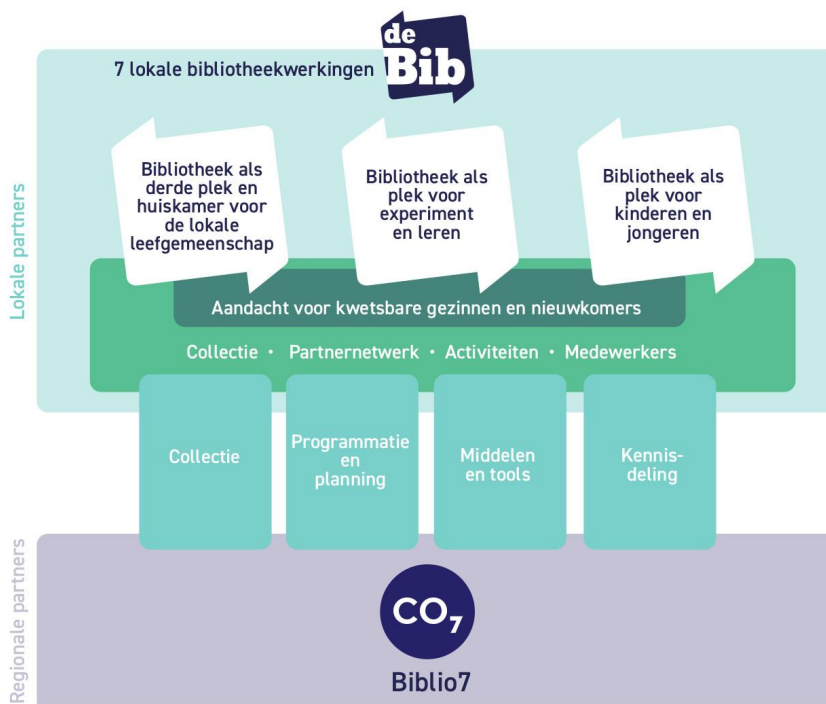 de
Bib
7 lokale bibliotheekwerkingen
Bibliotheek als
derde plek en
huiskamer voor
de lokale
leefgemeenschap
Bibliotheek als
plek voor
experiment
en leren
Bibliotheek als
plek voor
kinderen en
jongeren
Lokale partners
Aandacht voor kwetsbare gezinnen en nieuwkomers
Collectie · Partnernetwerk · Activiteiten · Medewerkers
Collectie
Programmatie
en
planning
Middelen
en tools
Kennis-
deling
Regionale partners
CO₇
Biblio7